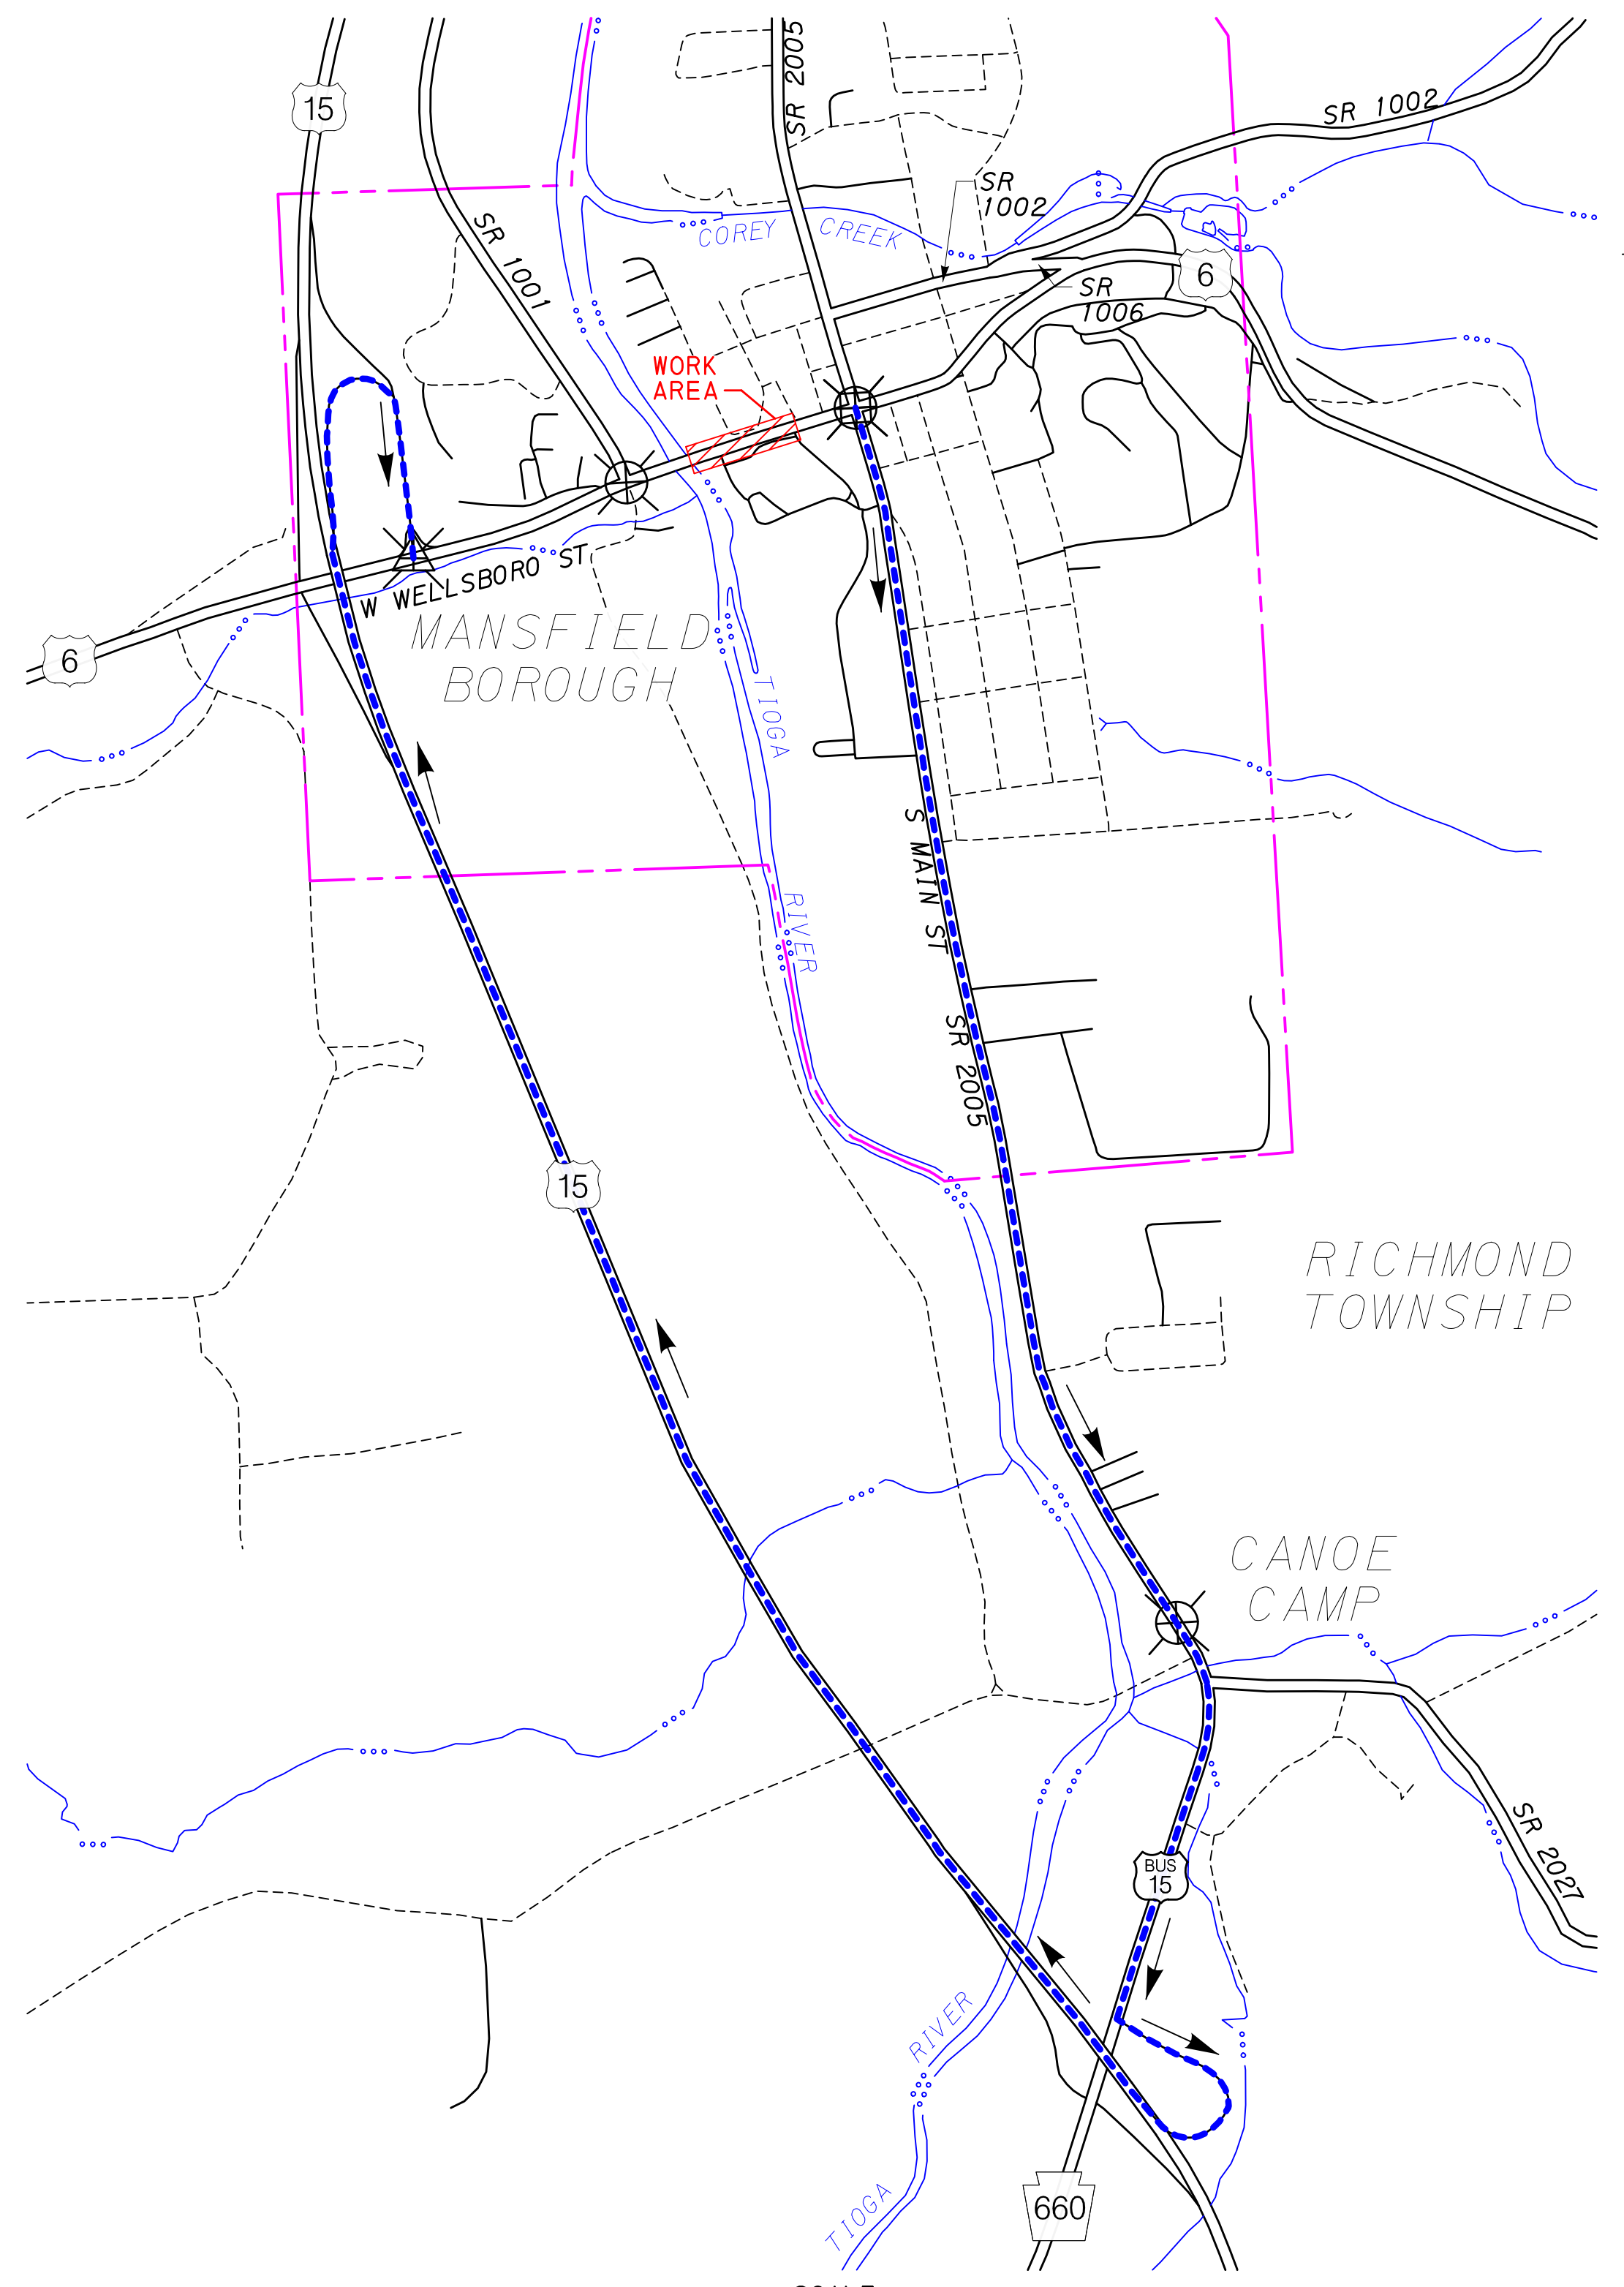 15
SR 2005
SR 1002
SR
1002
COREY CREEK
SR 1001
6
SR
1006
WORK
AREA
W WELLSBORO ST
6
MANSFIELD
BOROUGH
TIOGA
RIVER
S MAIN ST
SR 2005
15
RICHMOND
TOWNSHIP
CANOE
CAMP
SR 2027
BUS
15
RIVER
TIOGA
660